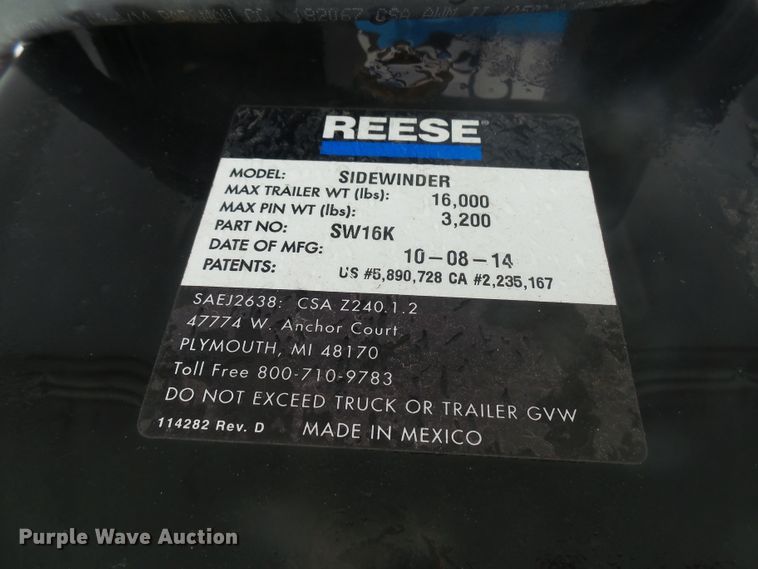 REESE
MODEL: SIDEWINDER
MAX TRAILER WT (lbs): 16,000
MAX PIN WT (lbs): 3,200
PART NO: SW16K
DATE OF MFG: 10-08-14
PATENTS: US #5,890,728 CA #2,235,167
SAEJ2638: CSA Z240.1.2
47774 W. Anchor Court
PLYMOUTH, MI 48170
Toll Free 800-710-9783
DO NOT EXCEED TRUCK OR TRAILER GVW
114282 Rev. D MADE IN MEXICO
Purple Wave Auction